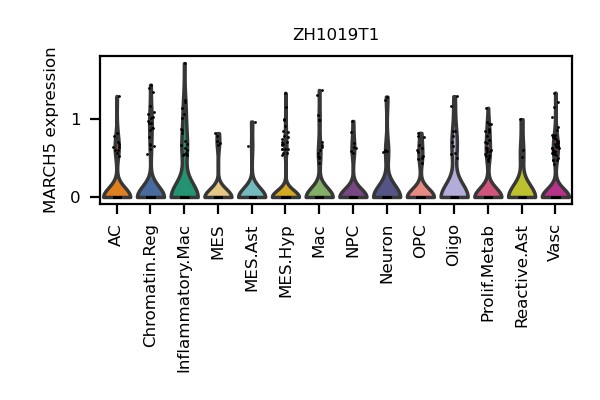 ZH1019T1
MARCH5 expression
1
0
AC
Chromatin.Reg
Inflammatory.Mac
MES
MES.Ast
MES.Hyp
Mac
NPC
Neuron
OPC
Oligo
Prolif.Metab
Reactive.Ast
Vasc